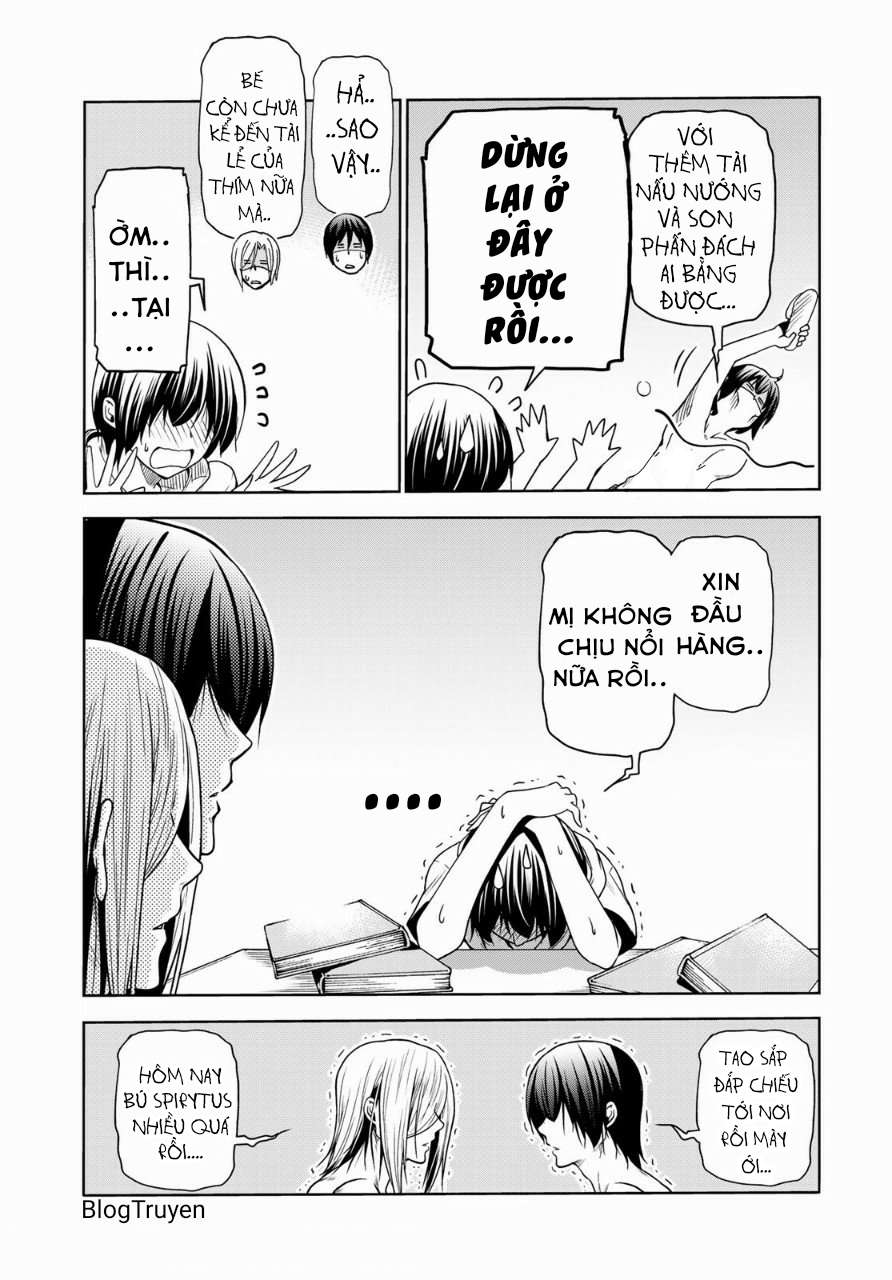 VỚI
THÊM TÀI
NẤU NƯỚNG
VÀ SON
PHẤN ĐÁCH
AI BẰNG
ĐƯỢC...
DỪNG
LẠI Ở
ĐÂY
ĐƯỢC
RỒI...
HẢ..
..SAO
VẬY..
BẾ
CÒN CHƯA
KỂ ĐẾN TÀI
LẺ CỦA
THÍM NỮA
MÀ..
ỜM..
THÌ..
..TẠI
...
XIN
ĐẦU
HÀNG..
MỊ KHÔNG
CHỊU NỔI
NỮA RỒI..
....
TAO SẮP
ĐẮP CHIẾU
TỚI NƠI
RỒI MÀY
ỚI...
HÔM NAY
BÚ SPIRYTUS
NHIỀU QUÁ
RỒI....
BlogTruyen